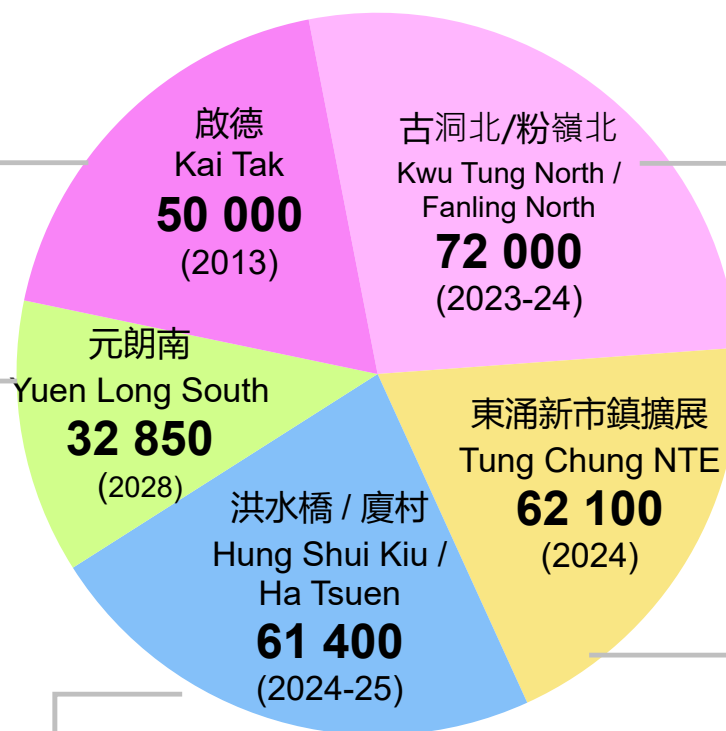 啟德
Kai Tak
50 000
(2013)
古洞北/粉嶺北
Kwu Tung North /
Fanling North
72 000
(2023-24)
元朗南
Yuen Long South
32 850
(2028)
東涌新市鎮擴展
Tung Chung NTE
62 100
(2024)
洪水橋 / 廈村
Hung Shui Kiu /
Ha Tsuen
61 400
(2024-25)